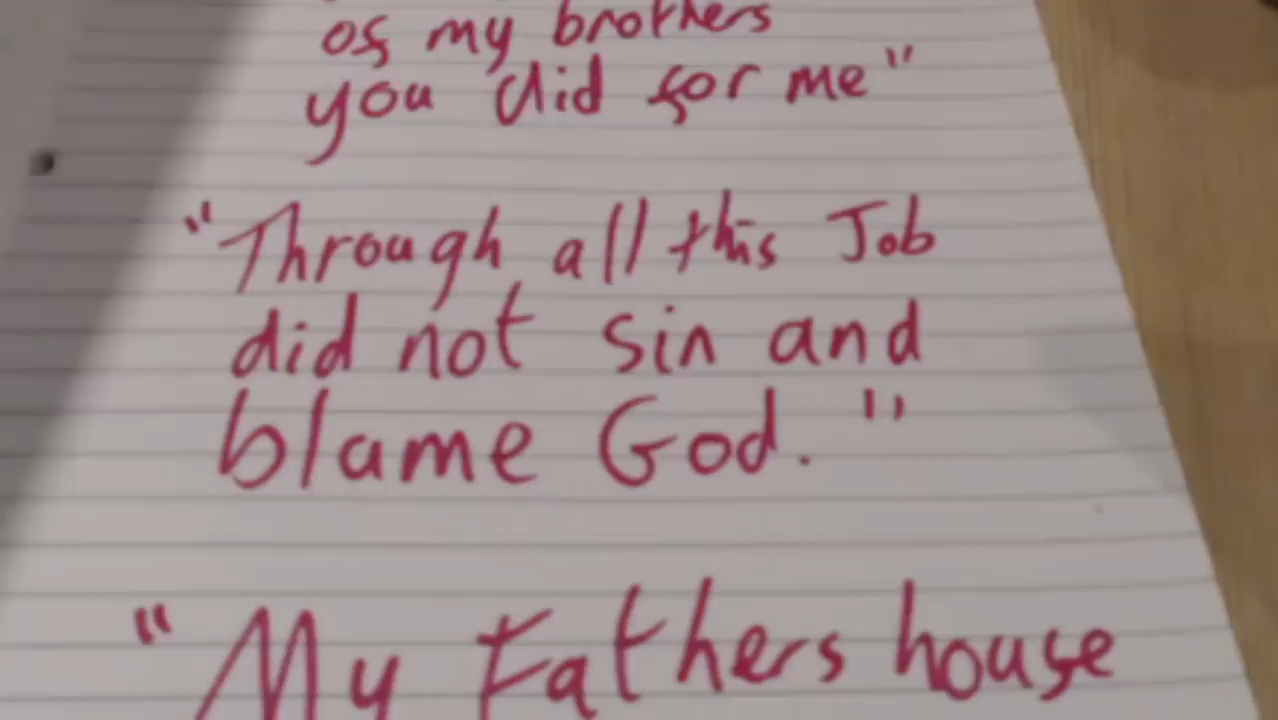 of my brothers
you did for me"
"Through all this Job
did not sin and
blame God."
"My Fathers house